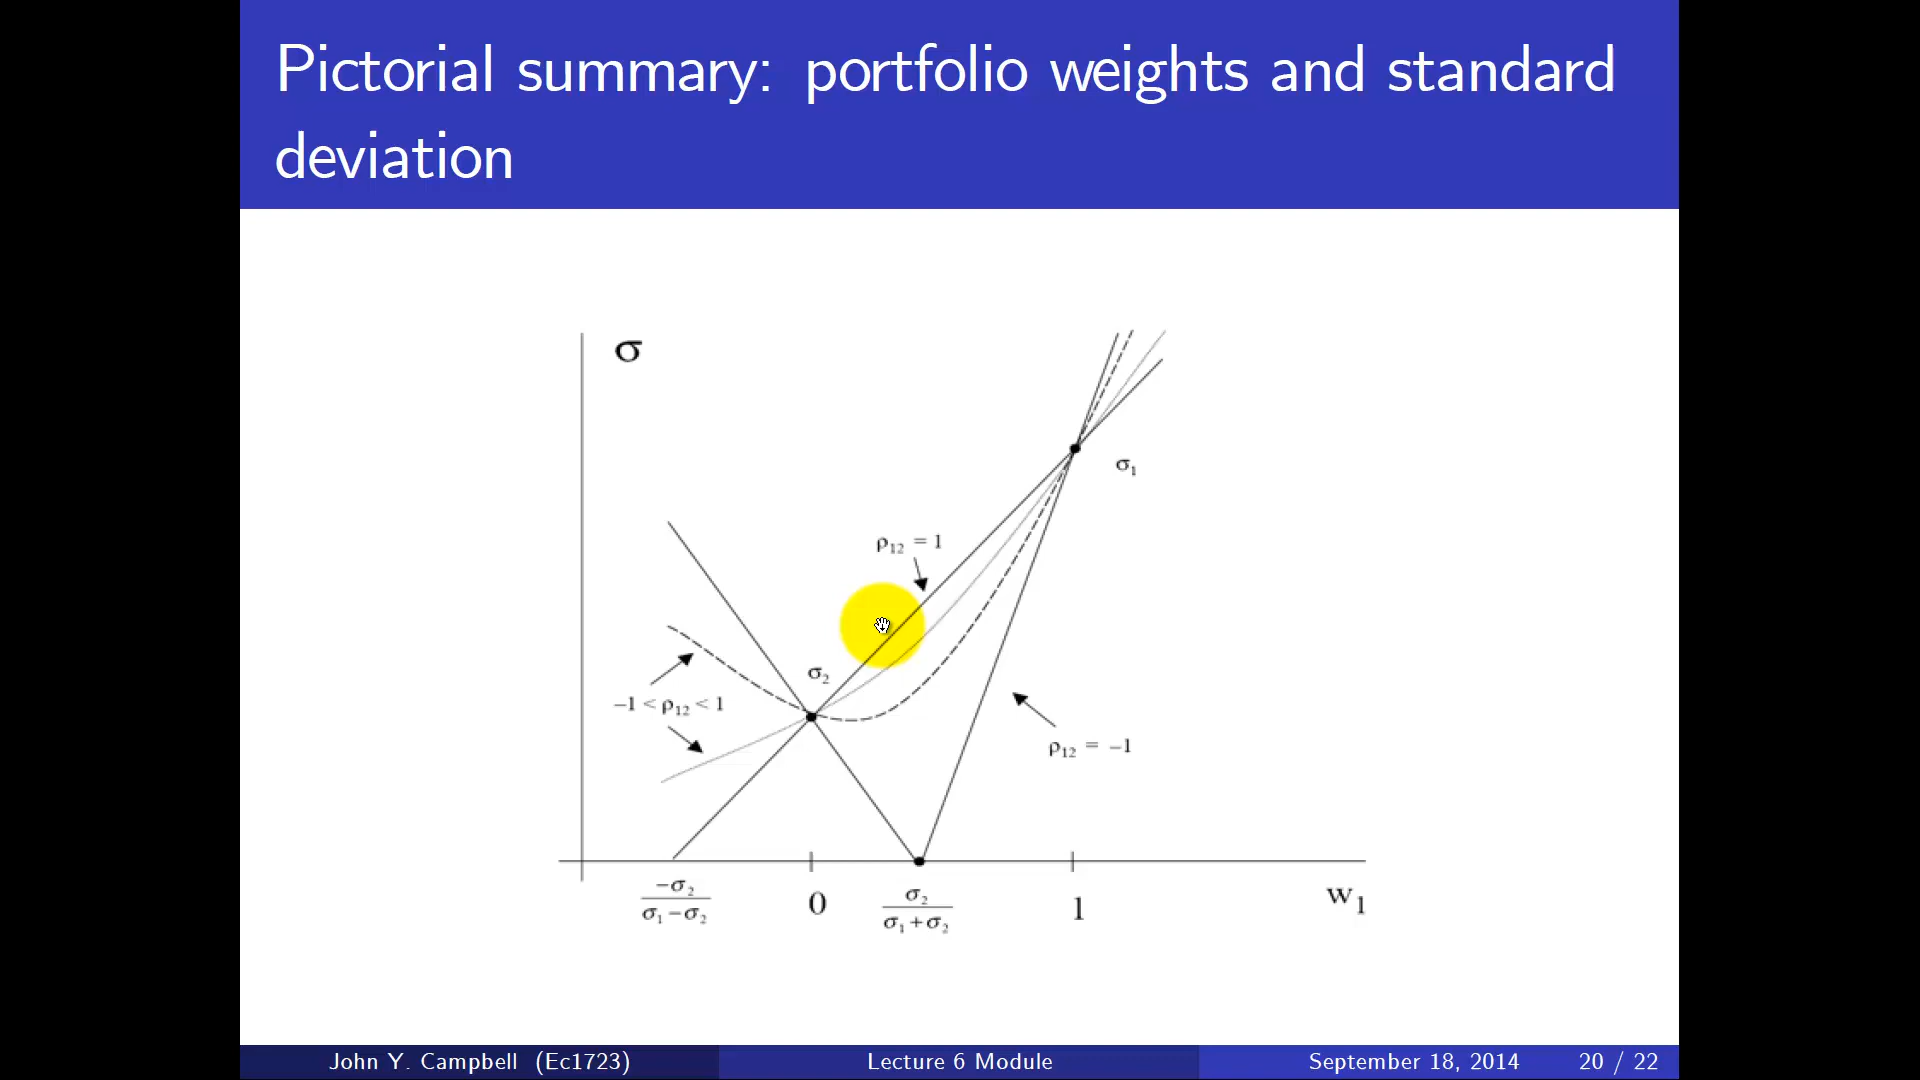 Pictorial summary: portfolio weights and standard
deviation
σ
σ₁
ρ₁₂ = 1
σ₂
−1 < ρ₁₂ < 1
ρ₁₂ = −1
−σ₂ / σ₁ − σ₂
0
σ₂ / σ₁ + σ₂
1
w₁
John Y. Campbell (Ec1723)
Lecture 6 Module
September 18, 2014
20 / 22